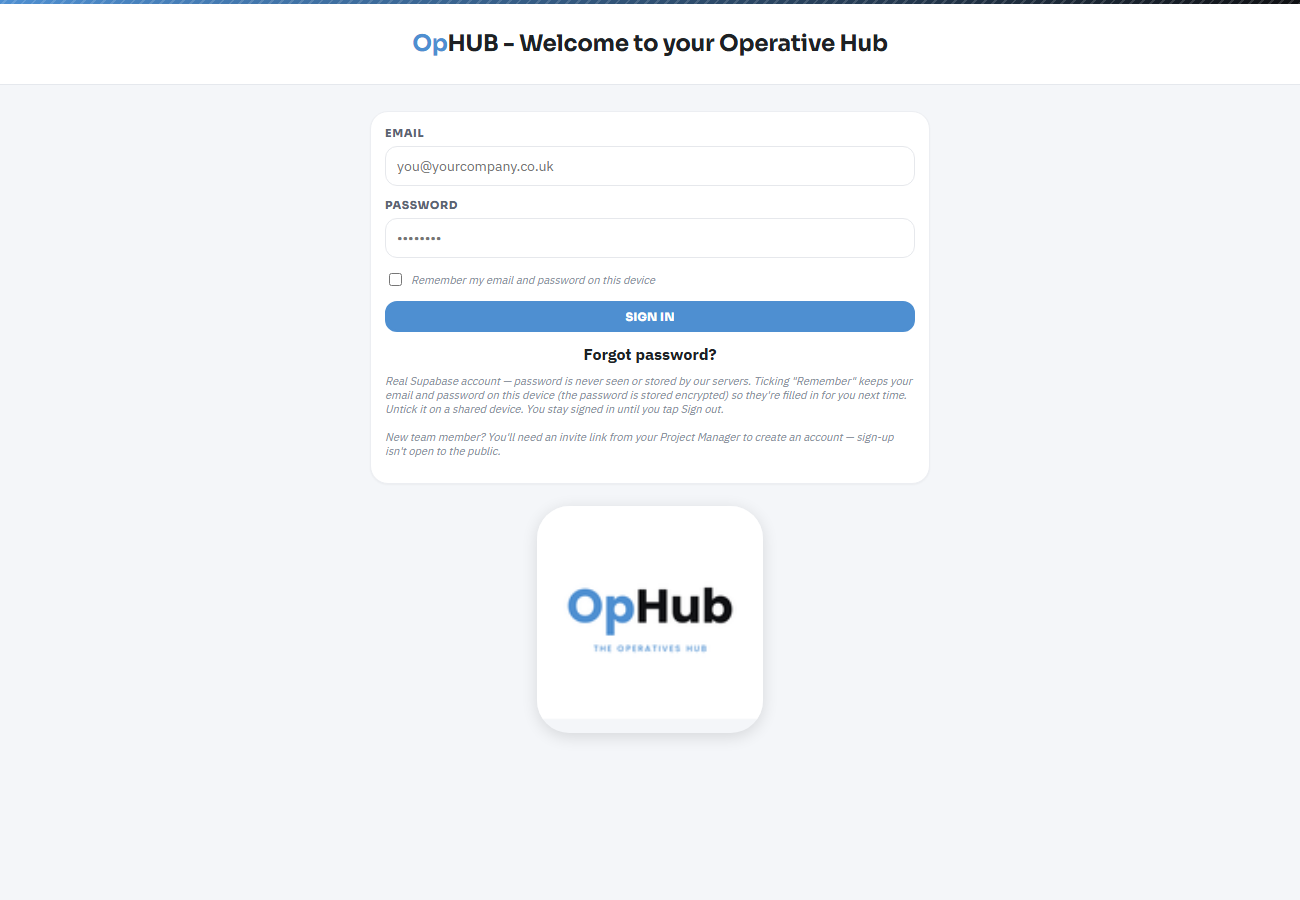 OpHUB – Welcome to your Operative Hub
EMAIL
you@yourcompany.co.uk
PASSWORD
••••••••
Remember my email and password on this device
SIGN IN
Forgot password?
Real Supabase account — password is never seen or stored by our servers. Ticking "Remember" keeps your
email and password on this device (the password is stored encrypted) so they're filled in for you next time.
Untick it on a shared device. You stay signed in until you tap Sign out.
New team member? You'll need an invite link from your Project Manager to create an account — sign-up
isn't open to the public.
OpHub
THE OPERATIVES HUB